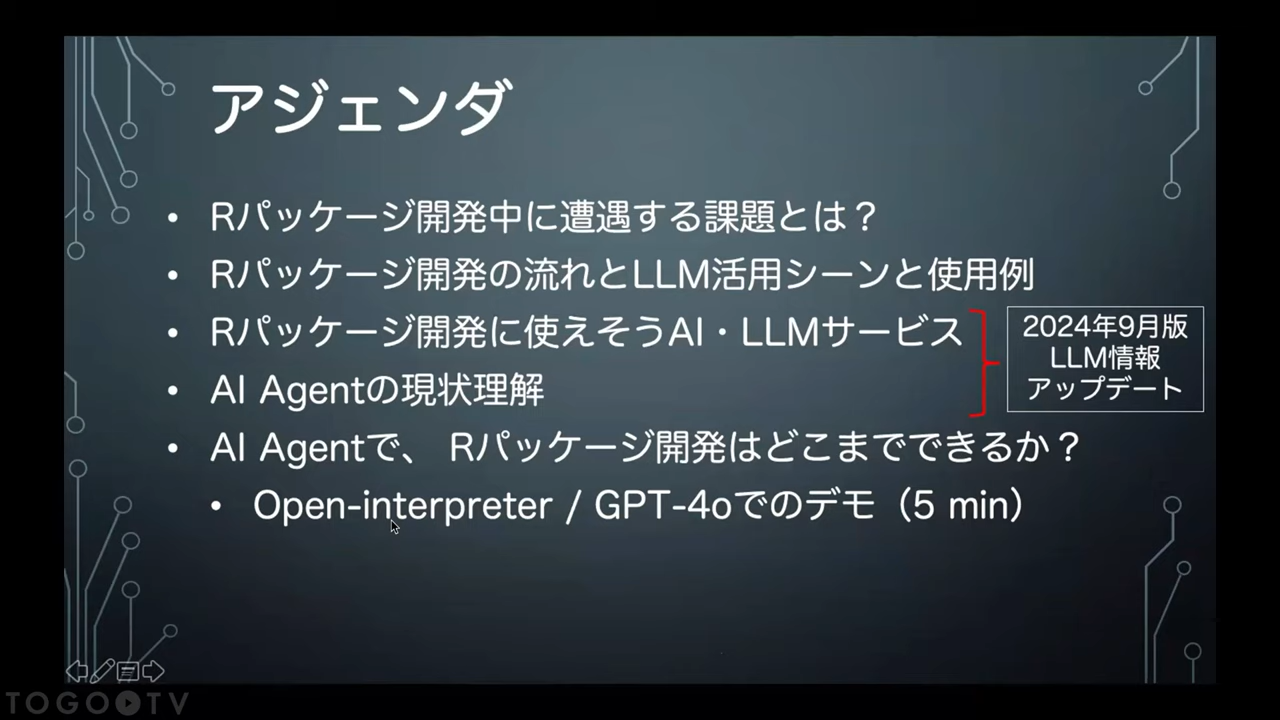 アジェンダ
• Rパッケージ開発中に遭遇する課題とは？
• Rパッケージ開発の流れとLLM活用シーンと使用例
• Rパッケージ開発に使えそうAI・LLMサービス
• AI Agentの現状理解
2024年9月版
LLM情報
アップデート
• AI Agentで、 Rパッケージ開発はどこまでできるか？
• Open-interpreter / GPT-4oでのデモ（5 min）
TOGOTV